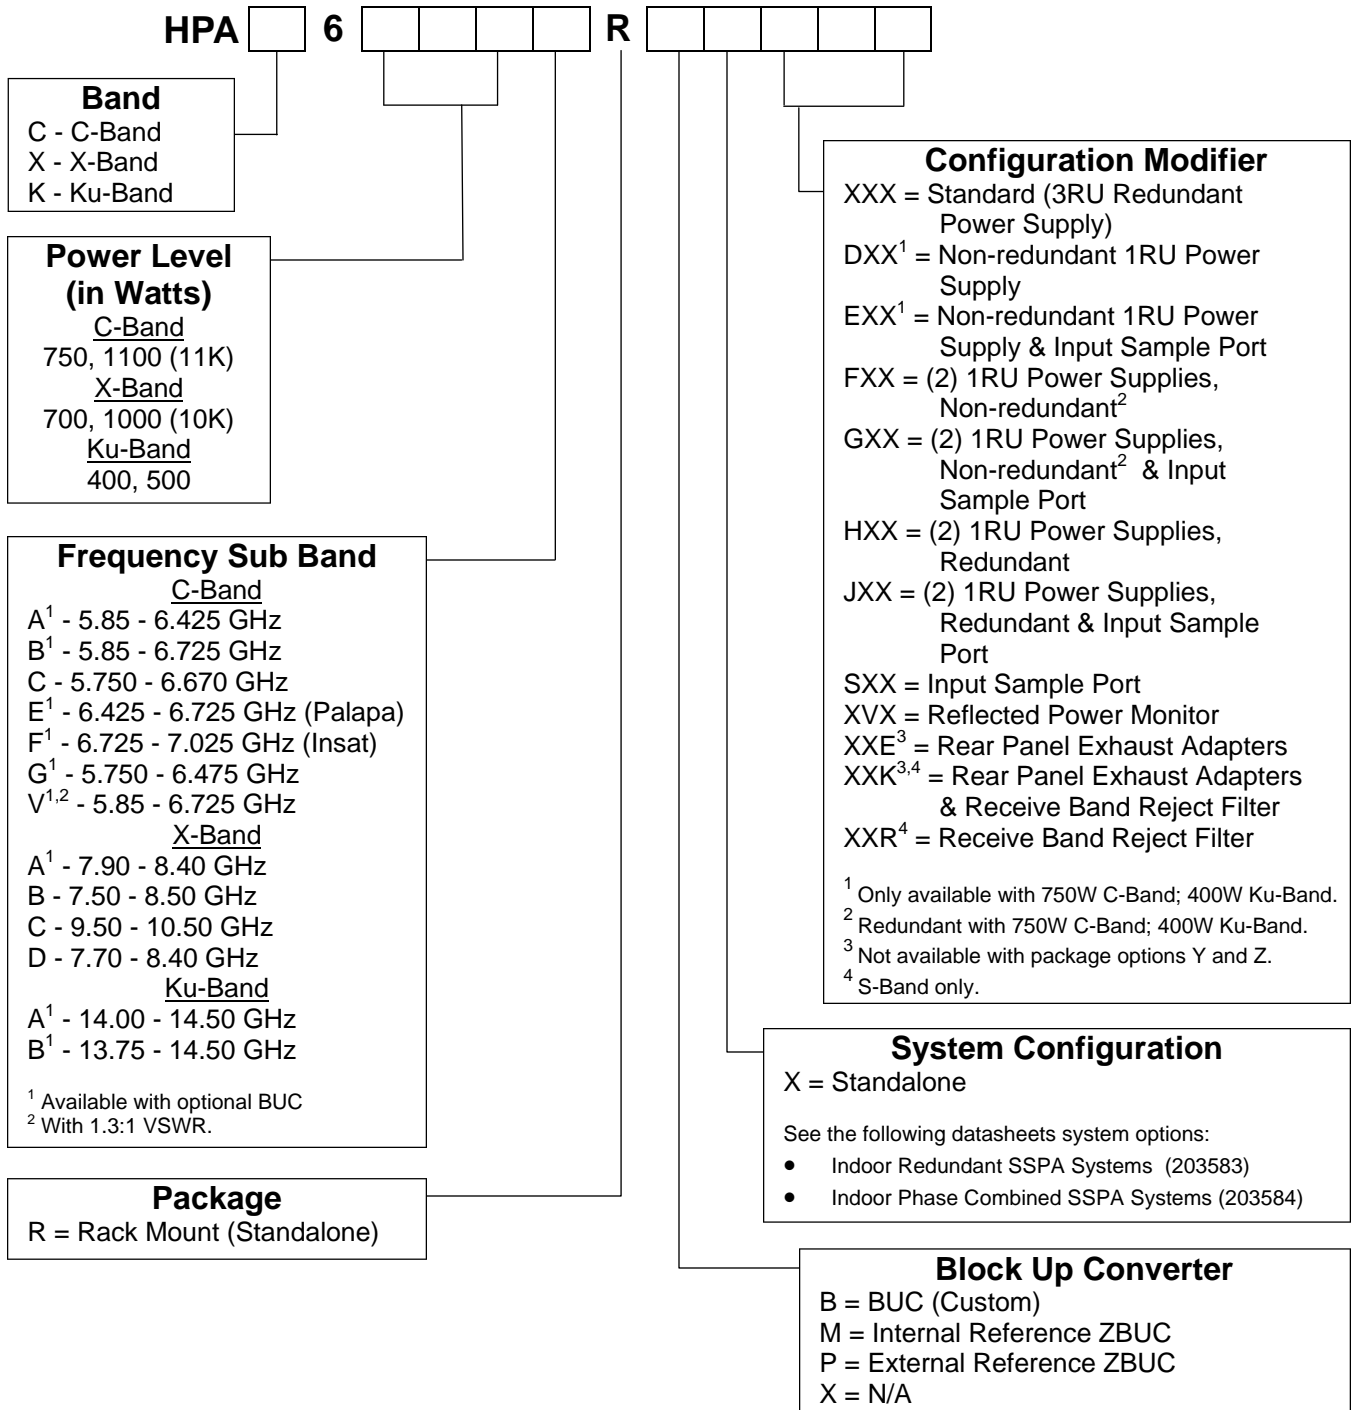 HPA 6 R
Band
C - C-Band
X - X-Band
K - Ku-Band
Power Level
(in Watts)
C-Band
750, 1100 (11K)
X-Band
700, 1000 (10K)
Ku-Band
400, 500
Frequency Sub Band
C-Band
A¹ - 5.85 - 6.425 GHz
B¹ - 5.85 - 6.725 GHz
C - 5.750 - 6.670 GHz
E¹ - 6.425 - 6.725 GHz (Palapa)
F¹ - 6.725 - 7.025 GHz (Insat)
G¹ - 5.750 - 6.475 GHz
V¹,² - 5.85 - 6.725 GHz
X-Band
A¹ - 7.90 - 8.40 GHz
B - 7.50 - 8.50 GHz
C - 9.50 - 10.50 GHz
D - 7.70 - 8.40 GHz
Ku-Band
A¹ - 14.00 - 14.50 GHz
B¹ - 13.75 - 14.50 GHz
¹ Available with optional BUC
² With 1.3:1 VSWR.
Package
R = Rack Mount (Standalone)
Configuration Modifier
XXX = Standard (3RU Redundant
Power Supply)
DXX¹ = Non-redundant 1RU Power
Supply
EXX¹ = Non-redundant 1RU Power
Supply & Input Sample Port
FXX = (2) 1RU Power Supplies,
Non-redundant²
GXX = (2) 1RU Power Supplies,
Non-redundant² & Input
Sample Port
HXX = (2) 1RU Power Supplies,
Redundant
JXX = (2) 1RU Power Supplies,
Redundant & Input Sample
Port
SXX = Input Sample Port
XVX = Reflected Power Monitor
XXE³ = Rear Panel Exhaust Adapters
XXK³,⁴ = Rear Panel Exhaust Adapters
& Receive Band Reject Filter
XXR⁴ = Receive Band Reject Filter
¹ Only available with 750W C-Band; 400W Ku-Band.
² Redundant with 750W C-Band; 400W Ku-Band.
³ Not available with package options Y and Z.
⁴ S-Band only.
System Configuration
X = Standalone
See the following datasheets system options:
• Indoor Redundant SSPA Systems (203583)
• Indoor Phase Combined SSPA Systems (203584)
Block Up Converter
B = BUC (Custom)
M = Internal Reference ZBUC
P = External Reference ZBUC
X = N/A